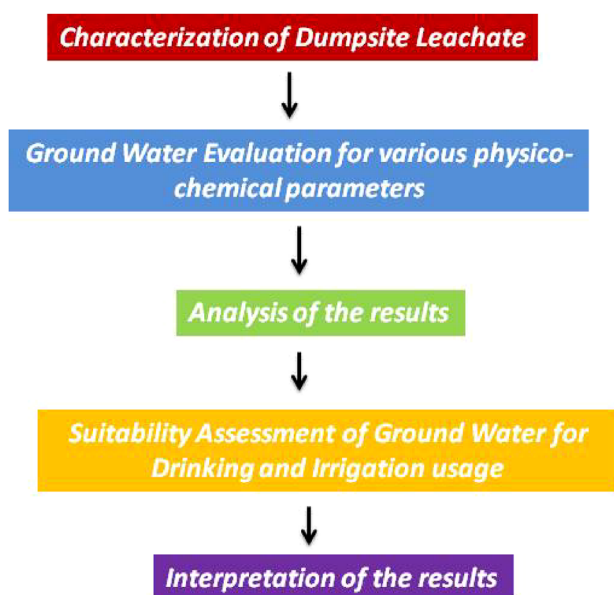 Characterization of Dumpsite Leachate
Ground Water Evaluation for various physico-
chemical parameters
Analysis of the results
Suitability Assessment of Ground Water for
Drinking and Irrigation usage
Interpretation of the results